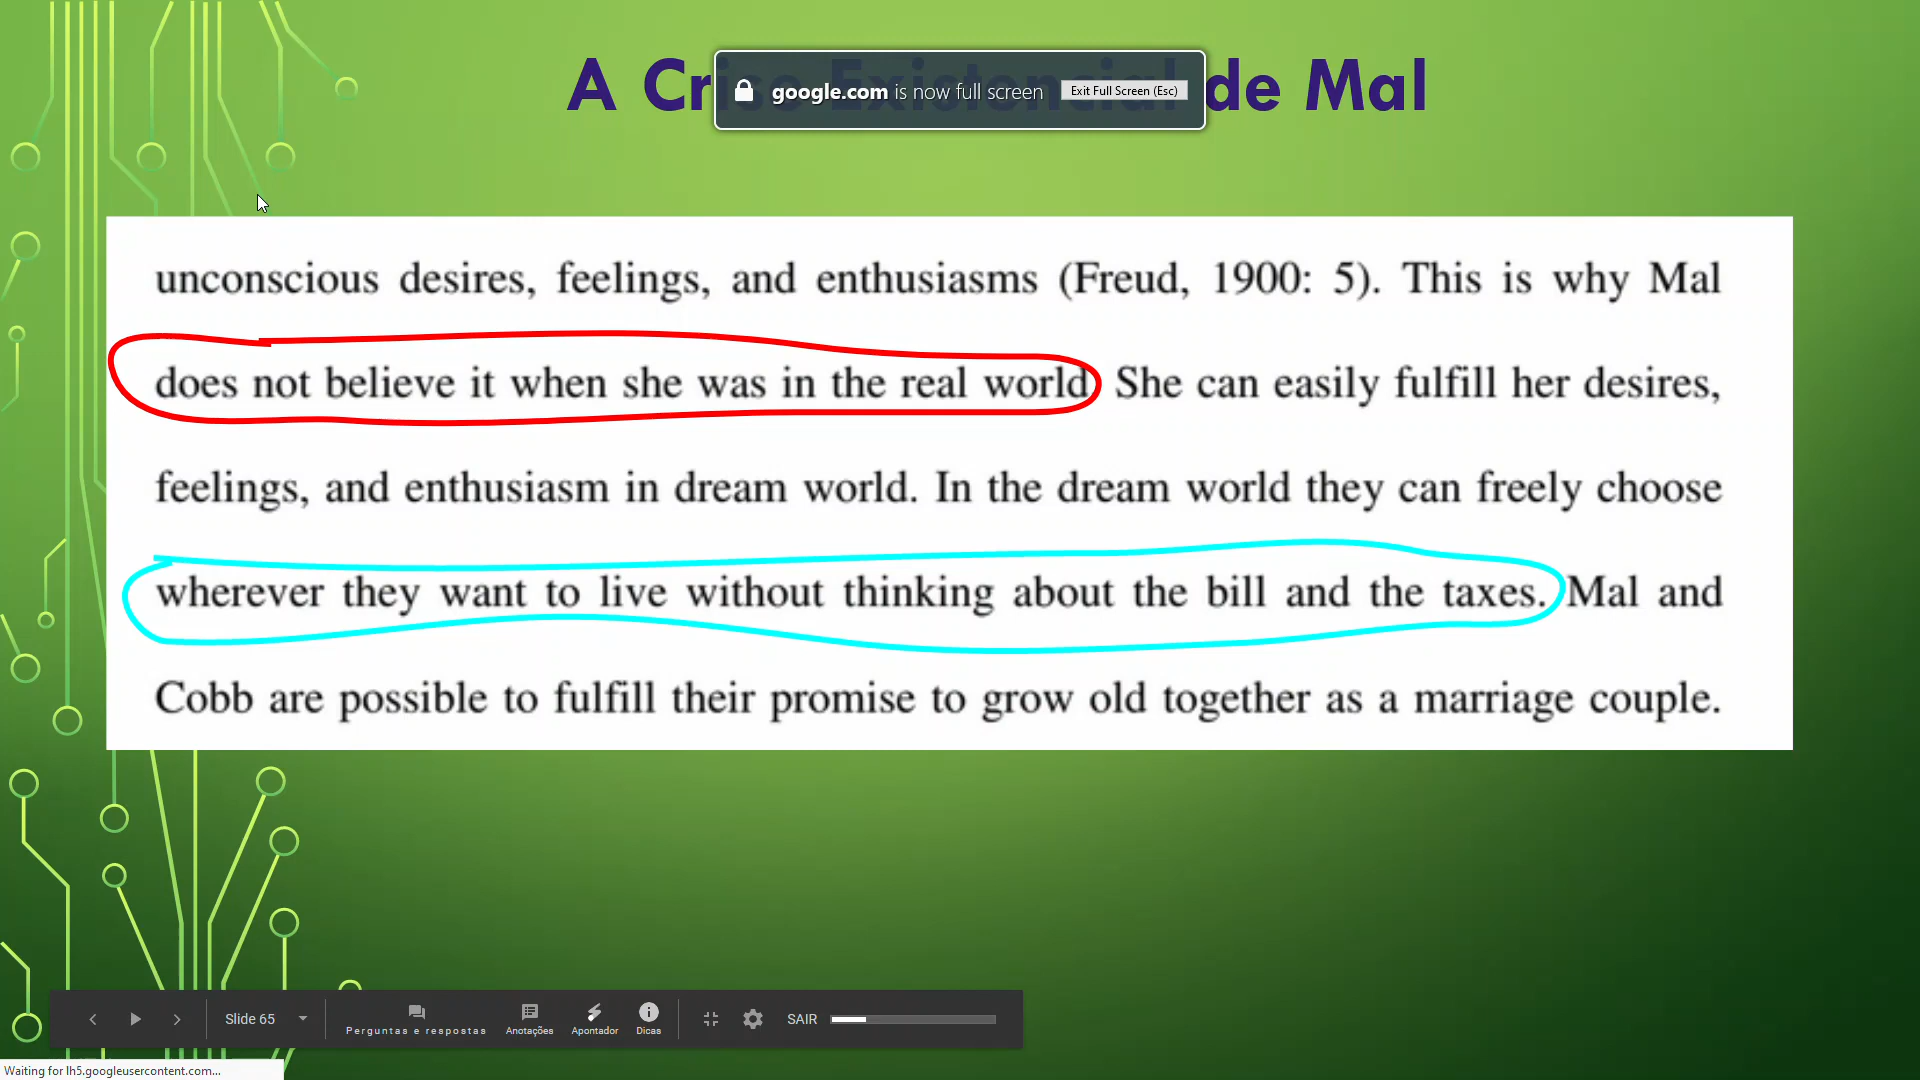 A Crise Existencial de Mal
google.com is now full screen Exit Full Screen (Esc)
unconscious desires, feelings, and enthusiasms (Freud, 1900: 5). This is why Mal
does not believe it when she was in the real world She can easily fulfill her desires,
feelings, and enthusiasm in dream world. In the dream world they can freely choose
wherever they want to live without thinking about the bill and the taxes. Mal and
Cobb are possible to fulfill their promise to grow old together as a marriage couple.
Slide 65 Perguntas e respostas Anotações Apontador Dicas SAIR
Waiting for lh5.googleusercontent.com...